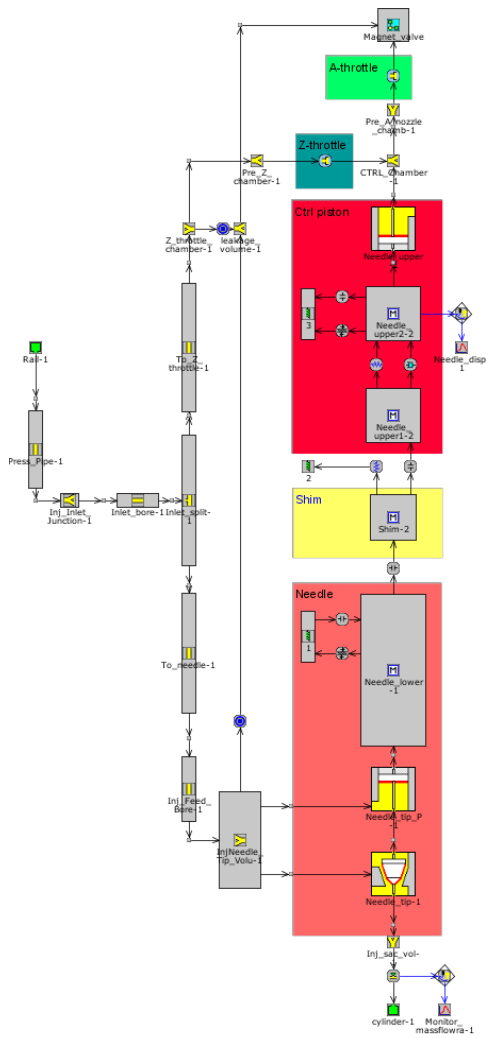 Magnet_valve
A-throttle
Pre_A_nozzle
_chamb-1
Z-throttle
Pre_Z_
chamber-1
CTRL_Chamber
-1
Ctrl piston
Z_throttle_
chamber-1
leakage_
volume-1
Needle_upper
3
Needle_
upper2-2
Needle_disp
1
Rail-1
To_Z_
throttle-1
Needle_
upper1-2
Press_Pipe-1
2
Inj_Inlet_
Junction-1
Inlet_bore-1
Inlet_split-
1
Shim
Shim-2
Needle
1
To_needle-1
Needle_lower
-1
Inj_Feed_
Bore-1
Needle_tip_P
-1
InjNeedle_
Tip_Volu-1
Needle_tip-1
Inj_sac_vol-
cylinder-1
Monitor_
massflowra-1